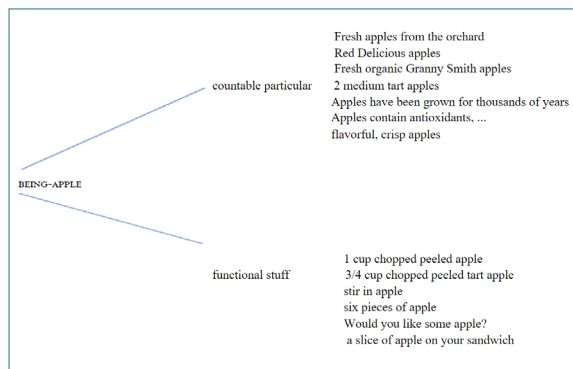 Fresh apples from the orchard
Red Delicious apples
Fresh organic Granny Smith apples
countable particular
2 medium tart apples
Apples have been grown for thousands of years
Apples contain antioxidants, ...
flavorful, crisp apples
BEING-APPLE
functional stuff
1 cup chopped peeled apple
3/4 cup chopped peeled tart apple
stir in apple
six pieces of apple
Would you like some apple?
a slice of apple on your sandwich